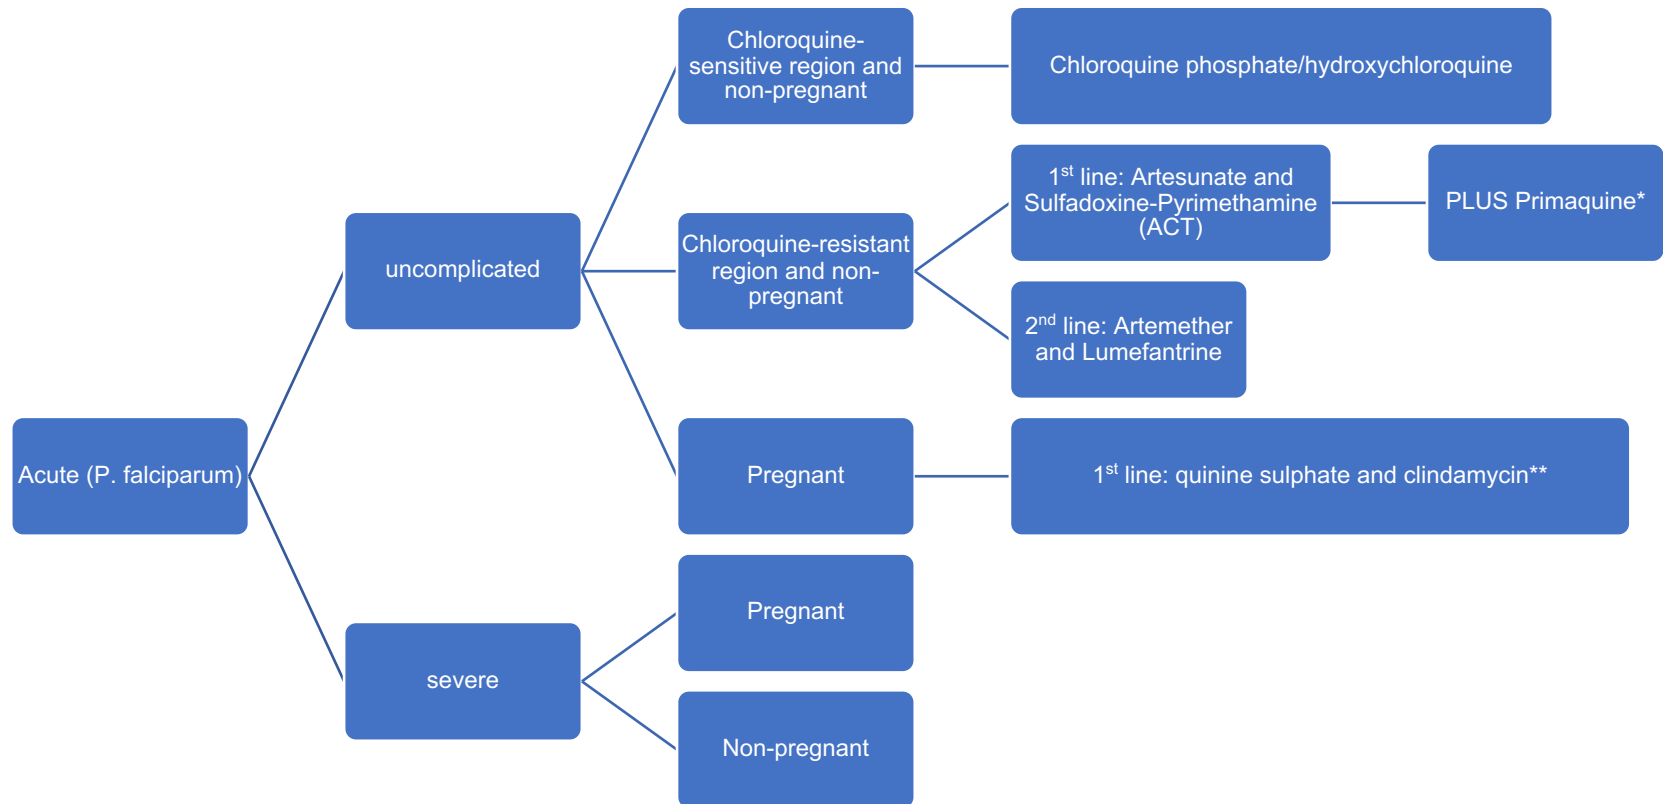 Chloroquine-
sensitive region and
non-pregnant
Chloroquine phosphate/hydroxychloroquine
1st line: Artesunate and
Sulfadoxine-Pyrimethamine
(ACT)
PLUS Primaquine*
uncomplicated
Chloroquine-resistant
region and non-
pregnant
2nd line: Artemether
and Lumefantrine
Acute (P. falciparum)
Pregnant
1st line: quinine sulphate and clindamycin**
Pregnant
severe
Non-pregnant